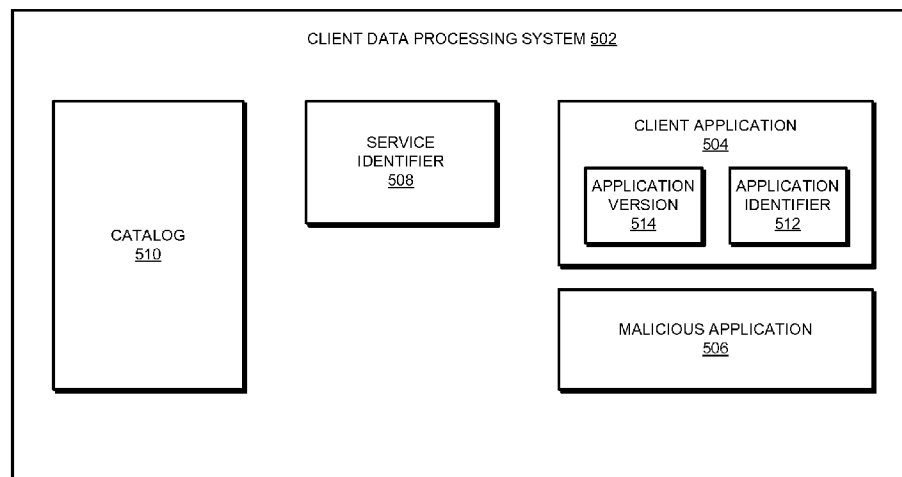 CLIENT DATA PROCESSING SYSTEM 502
CATALOG
510
SERVICE
IDENTIFIER
508
CLIENT APPLICATION
504
APPLICATION
VERSION
514
APPLICATION
IDENTIFIER
512
MALICIOUS APPLICATION
506